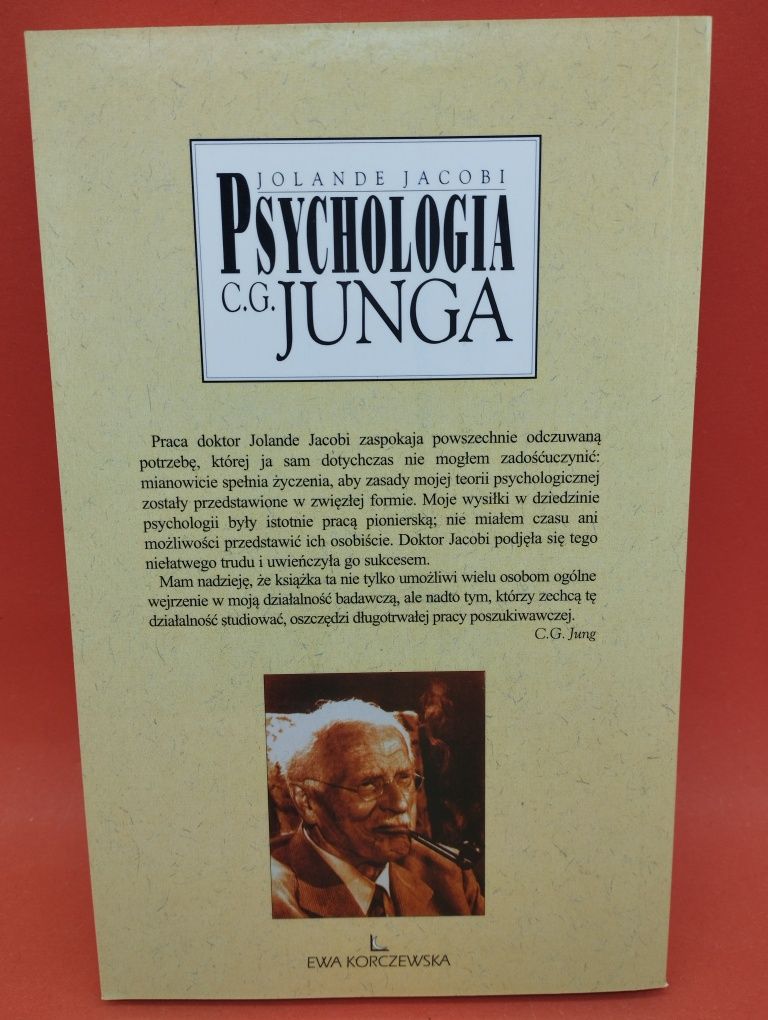 JOLANDE JACOBI
PSYCHOLOGIA
C.G. JUNGA
Praca doktor Jolande Jacobi zaspokaja powszechnie odczuwaną
potrzebę, której ja sam dotychczas nie mogłem zadośćuczynić:
mianowicie spełnia życzenia, aby zasady mojej teorii psychologicznej
zostały przedstawione w zwięzłej formie. Moje wysiłki w dziedzinie
psychologii były istotnie pracą pionierską; nie miałem czasu ani
możliwości przedstawić ich osobiście. Doktor Jacobi podjęła się tego
niełatwego trudu i uwieńczyła go sukcesem.
Mam nadzieję, że książka ta nie tylko umożliwi wielu osobom ogólne
wejrzenie w moją działalność badawczą, ale nadto tym, którzy zechcą tę
działalność studiować, oszczędzi długotrwałej pracy poszukiwawczej.
C.G. Jung
EWA KORCZEWSKA